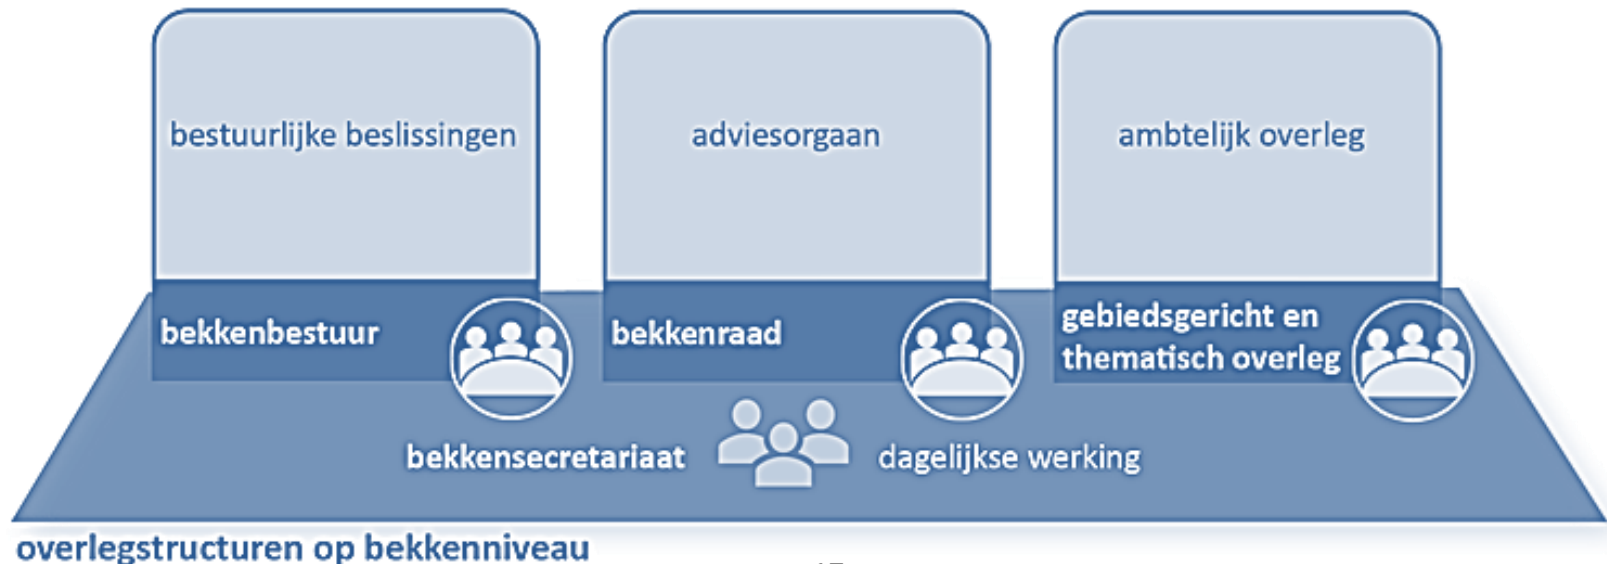 bestuurlijke beslissingen
adviesorgaan
ambtelijk overleg
bekkenbestuur
bekkenraad
gebiedsgericht en
thematisch overleg
bekkensecretariaat
dagelijkse werking
overlegstructuren op bekkenniveau